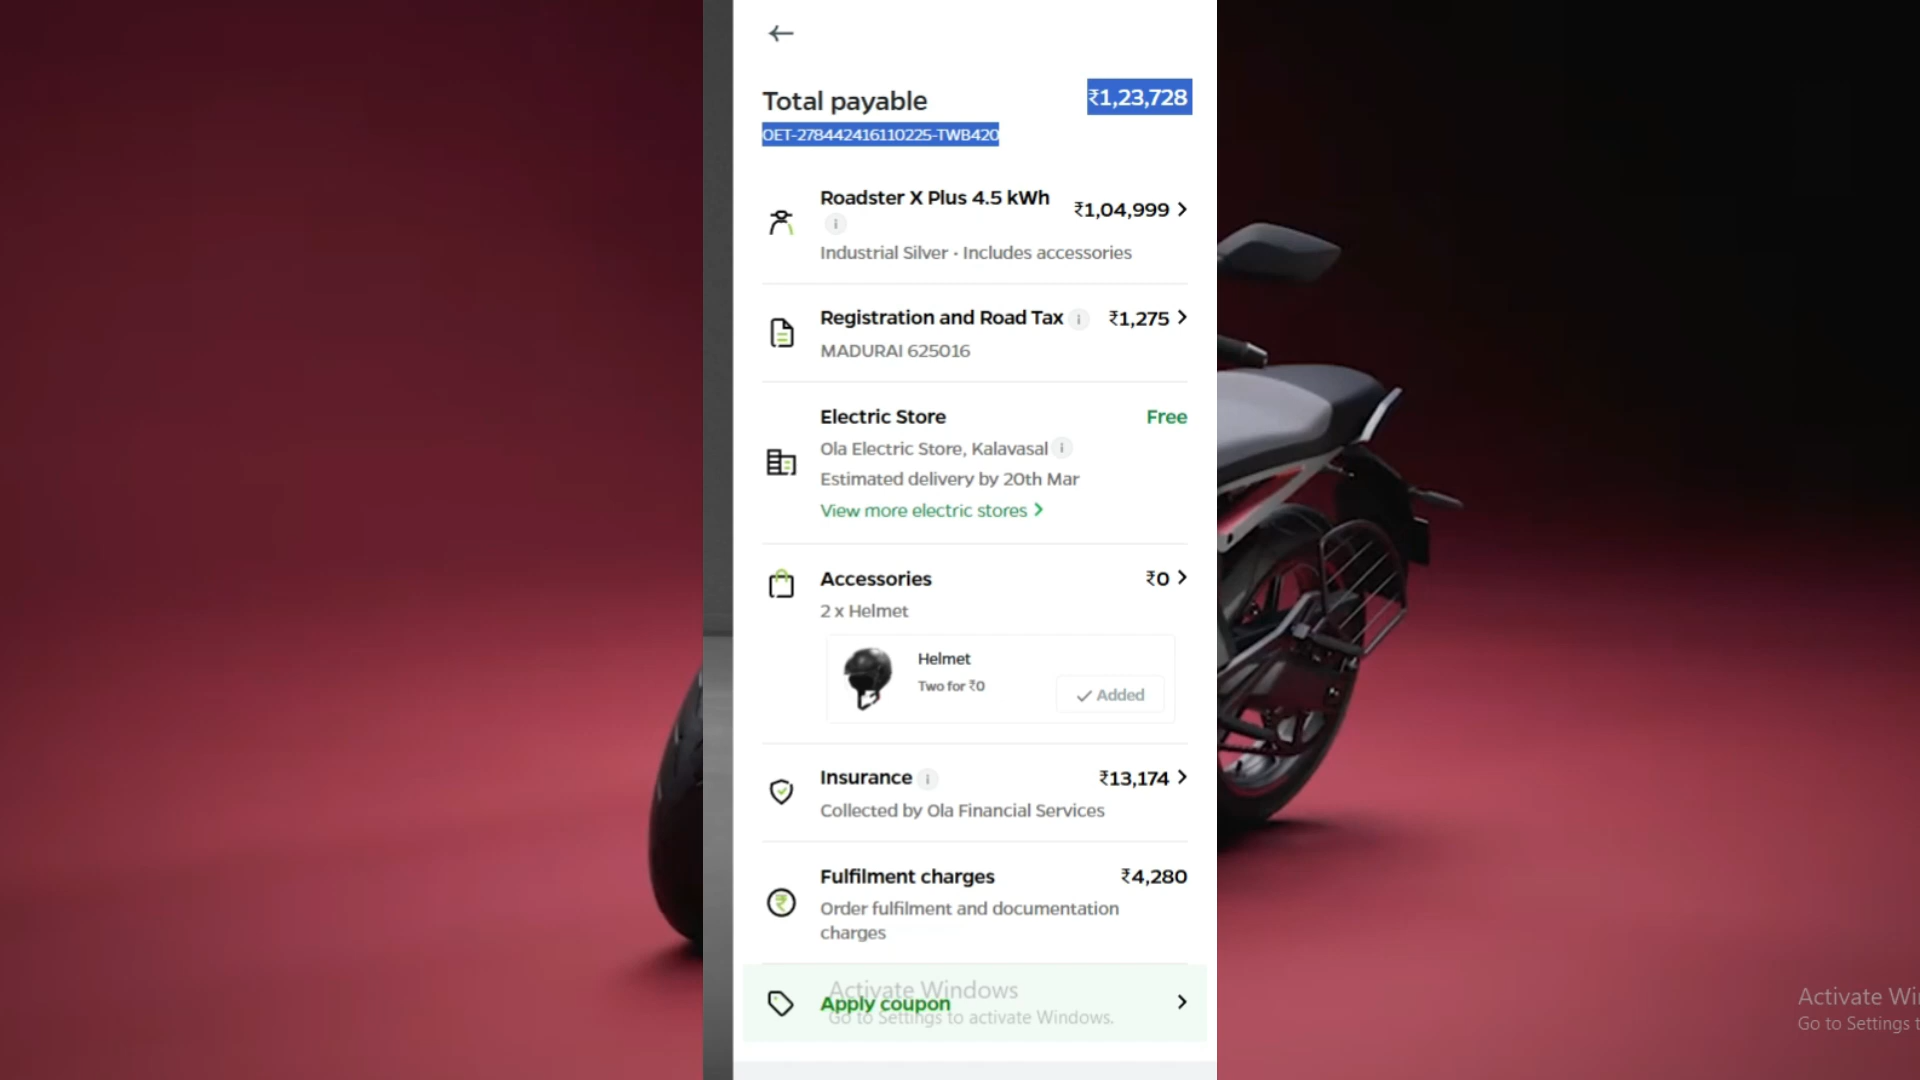 Total payable
₹1,23,728
OET-278442416110225-TWB420
Roadster X Plus 4.5 kWh
₹1,04,999
Industrial Silver • Includes accessories
Registration and Road Tax
₹1,275
MADURAI 625016
Electric Store
Free
Ola Electric Store, Kalavasal
Estimated delivery by 20th Mar
View more electric stores
Accessories
₹0
2 x Helmet
Helmet
Two for ₹0
Added
Insurance
₹13,174
Collected by Ola Financial Services
Fulfilment charges
₹4,280
Order fulfilment and documentation
charges
Activate Windows
Apply coupon
Go to Settings to activate Windows.
Activate Wi
Go to Settings t